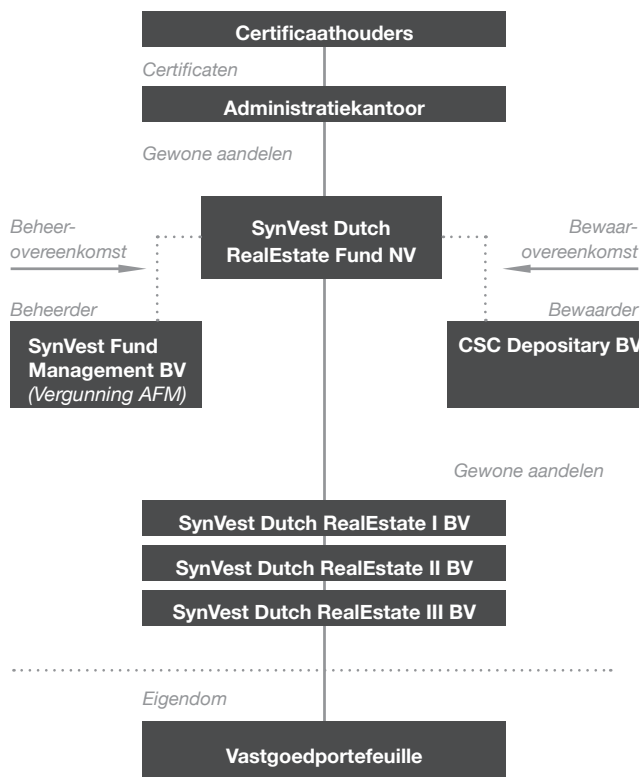 Certificaathouders
Certificaten
Administratiekantoor
Gewone aandelen
SynVest Dutch
RealEstate Fund NV
Beheer-
overeenkomst
Bewaar-
overeenkomst
Beheerder
Bewaarder
SynVest Fund
Management BV
(Vergunning AFM)
CSC Depositary BV
Gewone aandelen
SynVest Dutch RealEstate I BV
SynVest Dutch RealEstate II BV
SynVest Dutch RealEstate III BV
Eigendom
Vastgoedportefeuille